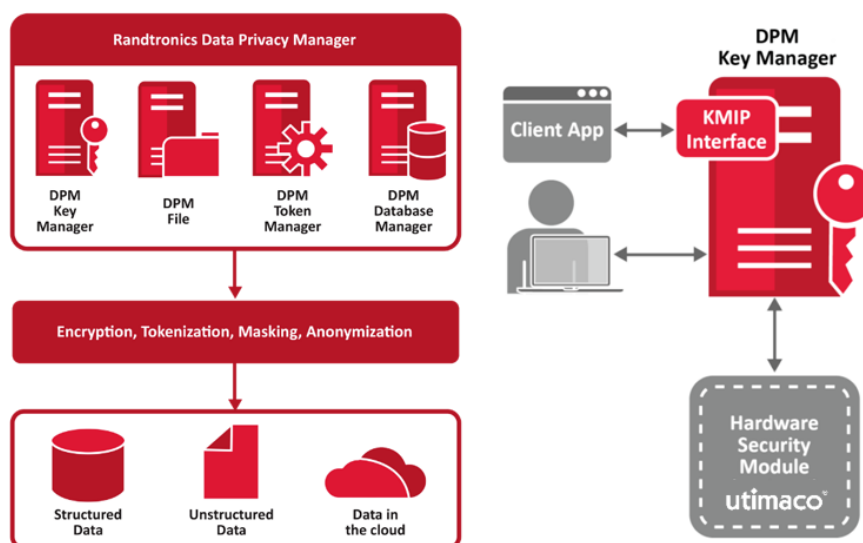 Randtronics Data Privacy Manager
DPM
Key
Manager
DPM
File
DPM
Token
Manager
DPM
Database
Manager
Encryption, Tokenization, Masking, Anonymization
Structured
Data
Unstructured
Data
Data in
the cloud
DPM
Key Manager
Client App
KMIP
Interface
Hardware
Security
Module
utimaco